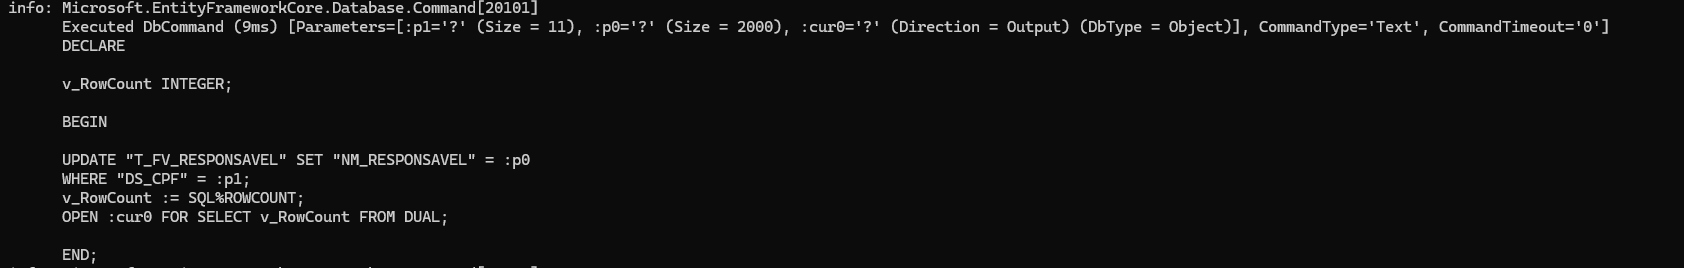 info: Microsoft.EntityFrameworkCore.Database.Command[20101]
Executed DbCommand (9ms) [Parameters=[:p1='?' (Size = 11), :p0='?' (Size = 2000), :cur0='?' (Direction = Output) (DbType = Object)], CommandType='Text', CommandTimeout='0']
DECLARE
v_RowCount INTEGER;
BEGIN
UPDATE "T_FV_RESPONSAVEL" SET "NM_RESPONSAVEL" = :p0
WHERE "DS_CPF" = :p1;
v_RowCount := SQL%ROWCOUNT;
OPEN :cur0 FOR SELECT v_RowCount FROM DUAL;
END;